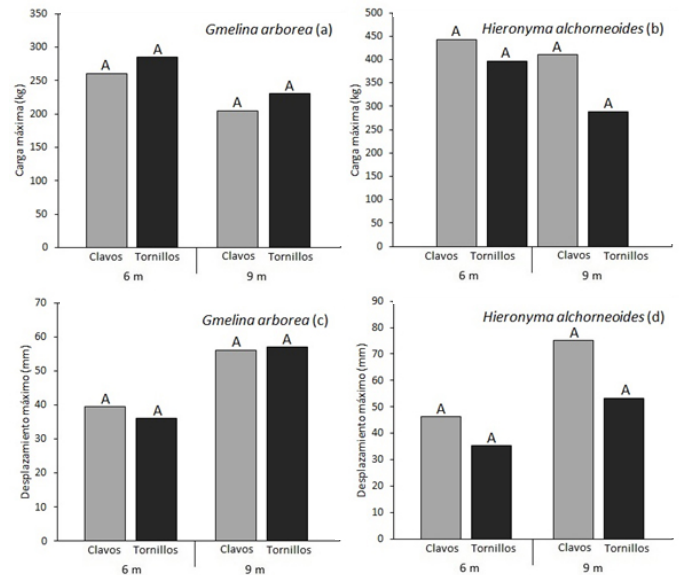 Gmelina arborea (a)
Carga máxima (kg)
350
300
250
200
150
100
50
0
A
A
A
A
Clavos
Tornillos
Clavos
Tornillos
6 m
9 m
Hieronyma alchorneoides (b)
Carga máxima (kg)
500
450
400
350
300
250
200
150
100
50
0
A
A
A
A
Clavos
Tornillos
Clavos
Tornillos
6 m
9 m
Gmelina arborea (c)
Desplazamiento máximo (mm)
70
60
50
40
30
20
10
0
A
A
A
A
Clavos
Tornillos
Clavos
Tornillos
6 m
9 m
Hieronyma alchorneoides (d)
Desplazamiento máximo (mm)
90
80
70
60
50
40
30
20
10
0
A
A
A
A
Clavos
Tornillos
Clavos
Tornillos
6 m
9 m